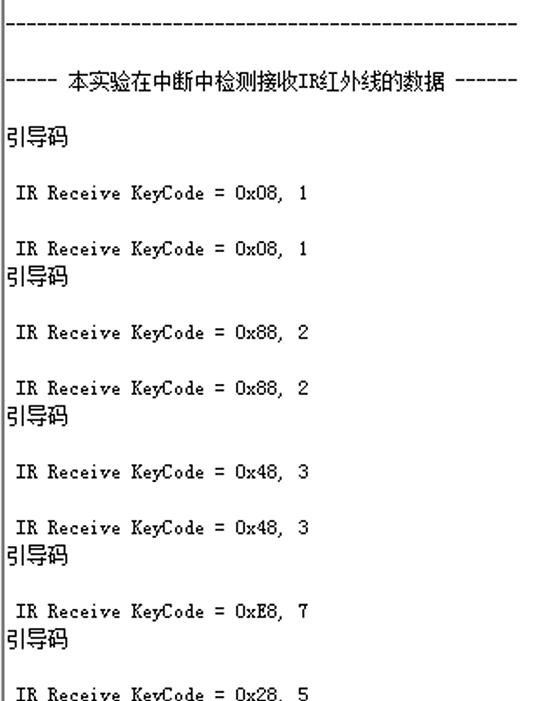 -------------------------------------------------
----- 本实验在中断中检测接收IR红外线的数据 ------
引导码
IR Receive KeyCode = 0x08, 1
IR Receive KeyCode = 0x08, 1
引导码
IR Receive KeyCode = 0x88, 2
IR Receive KeyCode = 0x88, 2
引导码
IR Receive KeyCode = 0x48, 3
IR Receive KeyCode = 0x48, 3
引导码
IR Receive KeyCode = 0xE8, 7
引导码
IR Receive KeyCode = 0x28, 5